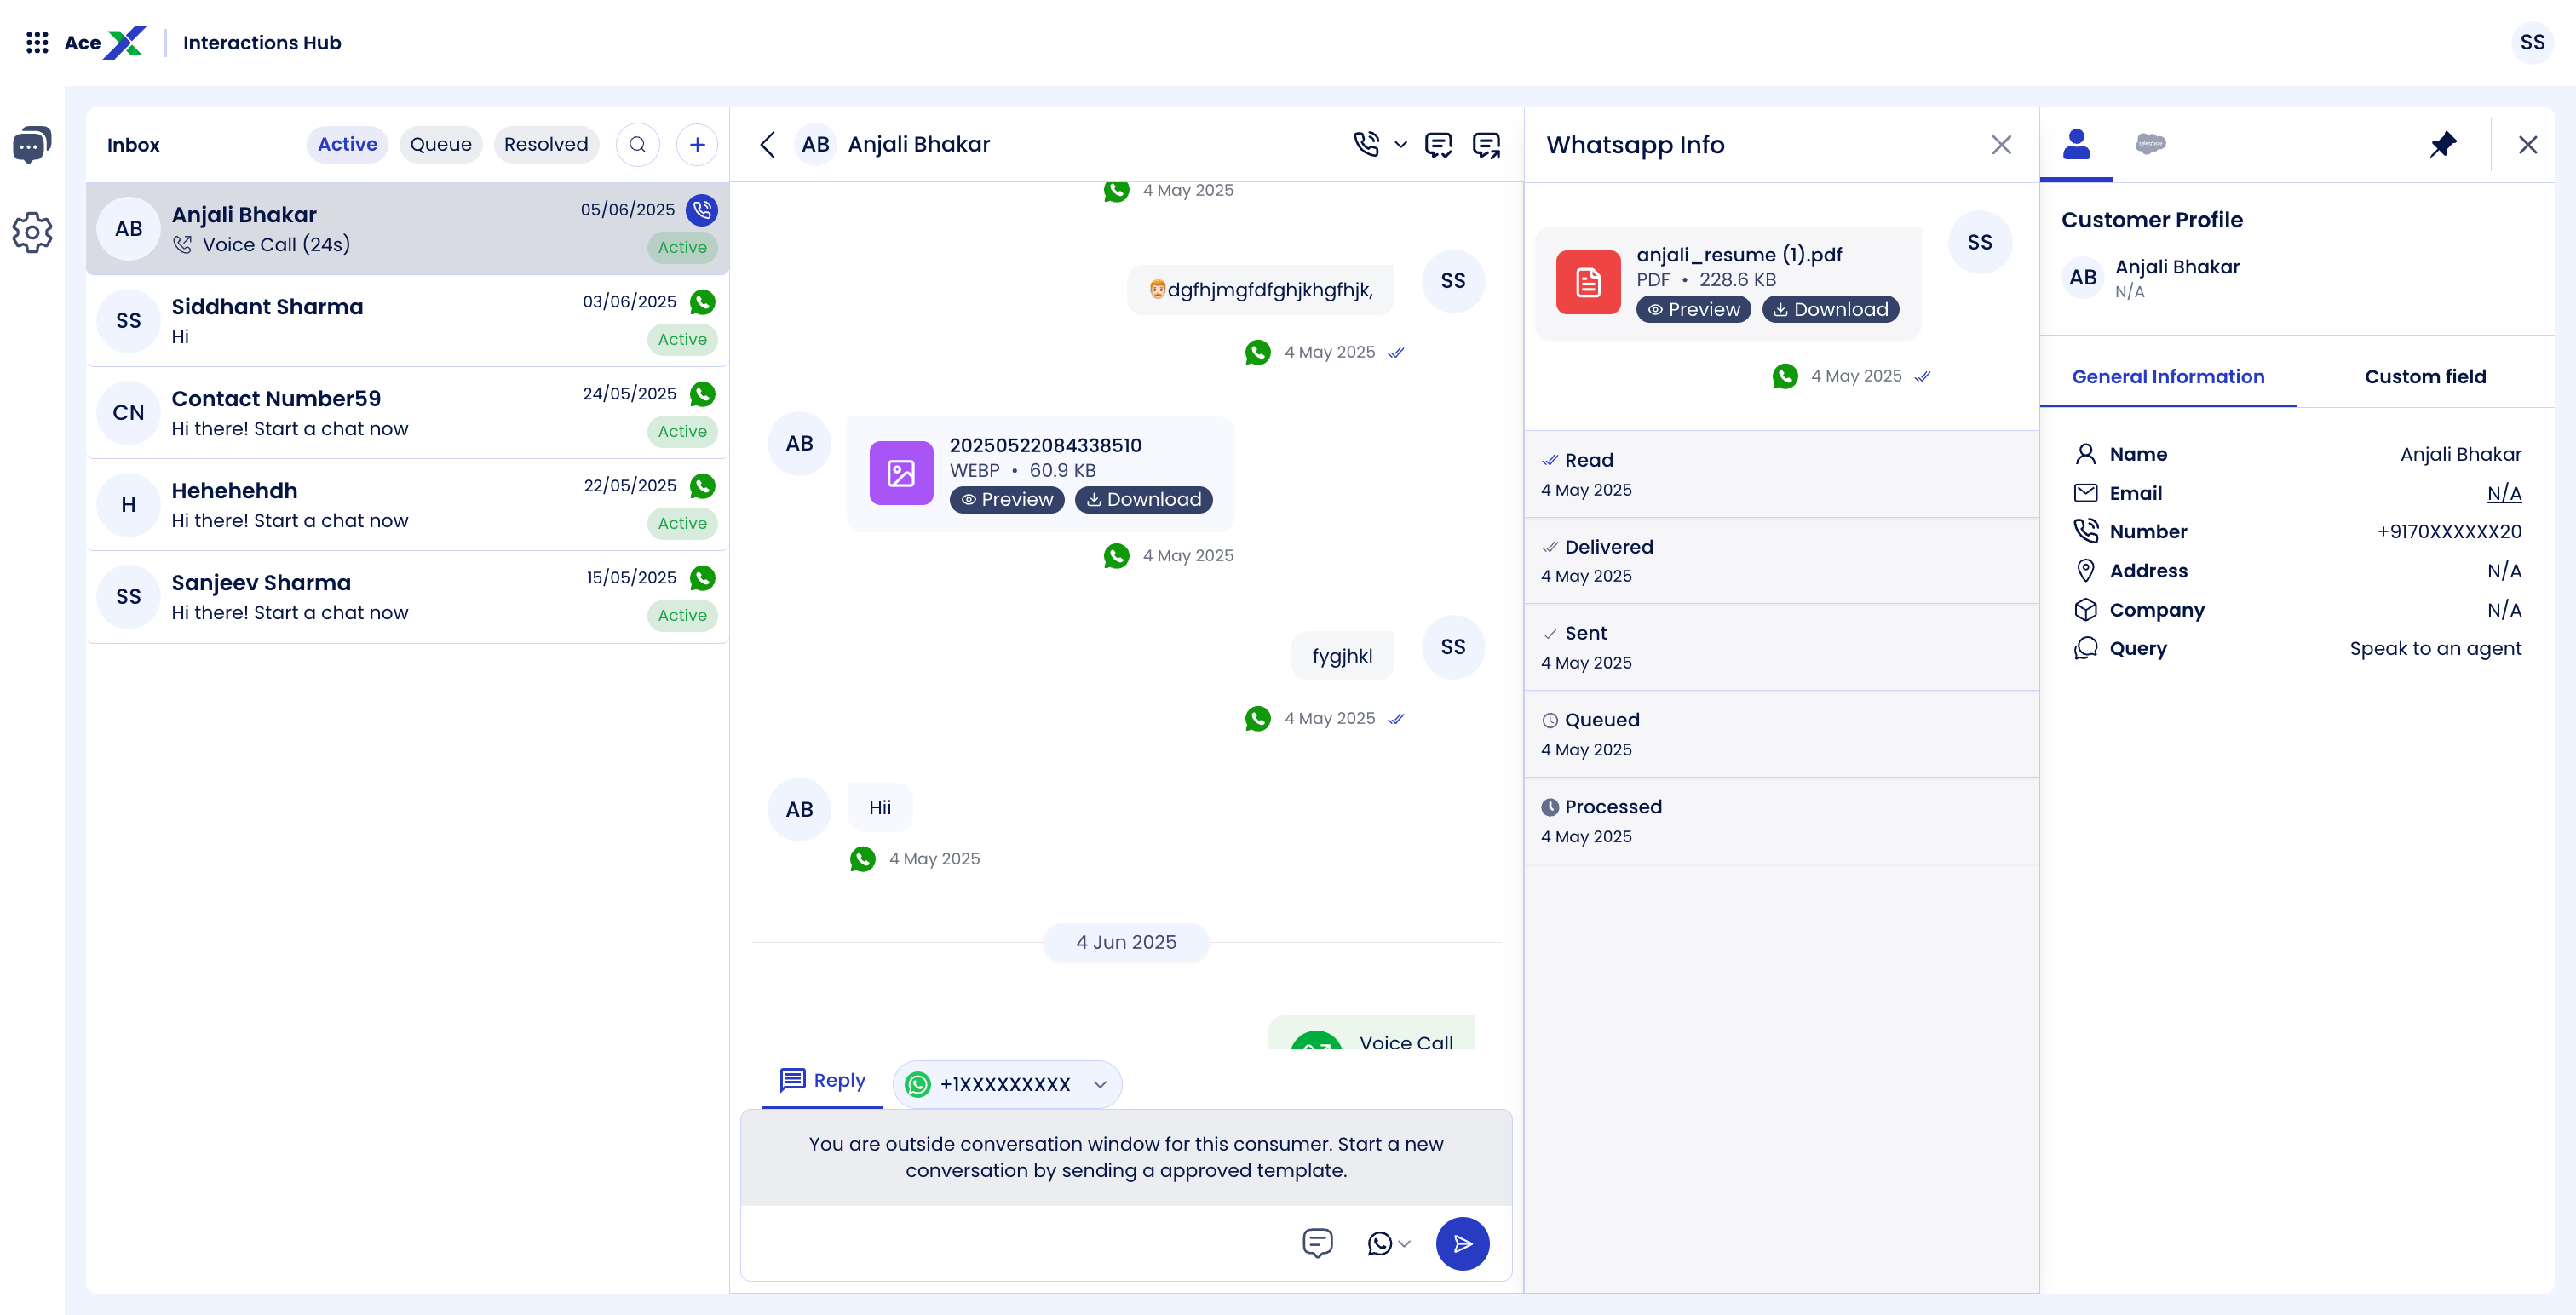 Ace X Interactions Hub
SS
Inbox
Active
Queue
Resolved
AB
Anjali Bhakar
05/06/2025
Voice Call (24s)
Active
SS
Siddhant Sharma
03/06/2025
Hi
Active
CN
Contact Number59
24/05/2025
Hi there! Start a chat now
Active
H
Hehehehdh
22/05/2025
Hi there! Start a chat now
Active
SS
Sanjeev Sharma
15/05/2025
Hi there! Start a chat now
Active
AB
Anjali Bhakar
4 May 2025
dgfhjmgfdfghjkhgfhjk,
SS
4 May 2025
AB
20250522084338510
WEBP • 60.9 KB
Preview
Download
4 May 2025
fygjhkl
SS
4 May 2025
AB
Hii
4 May 2025
4 Jun 2025
Voice Call
Reply
+1XXXXXXXXX
You are outside conversation window for this consumer. Start a new
conversation by sending a approved template.
Whatsapp Info
anjali_resume (1).pdf
PDF • 228.6 KB
Preview
Download
SS
4 May 2025
Read
4 May 2025
Delivered
4 May 2025
Sent
4 May 2025
Queued
4 May 2025
Processed
4 May 2025
salesforce
Customer Profile
AB
Anjali Bhakar
N/A
General Information
Custom field
Name Anjali Bhakar
Email N/A
Number +9170XXXXXX20
Address N/A
Company N/A
Query Speak to an agent